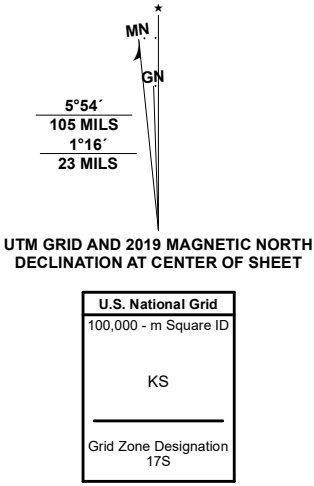 ★
MN
GN
5°54´
105 MILS
1°16´
23 MILS
UTM GRID AND 2019 MAGNETIC NORTH
DECLINATION AT CENTER OF SHEET
U.S. National Grid
100,000 - m Square ID
KS
Grid Zone Designation
17S